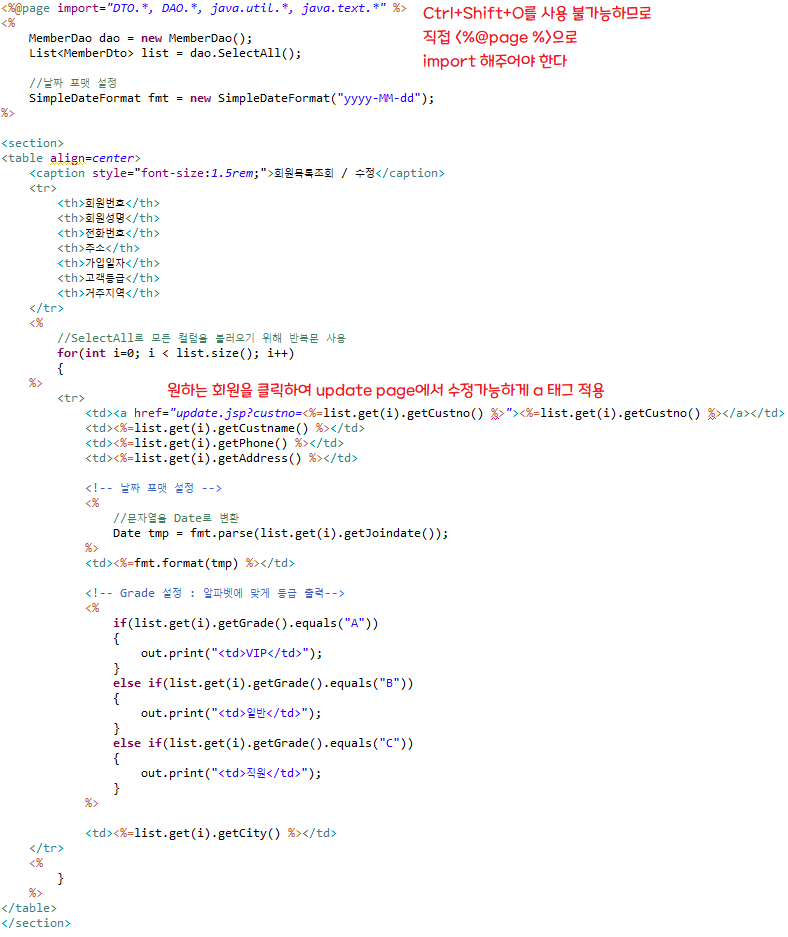 <%@page import="DTO.*, DAO.*, java.util.*, java.text.*" %>
Ctrl+Shift+O를 사용 불가능하므로
<%
직접 <%@page %>으로
MemberDao dao = new MemberDao();
List<MemberDto> list = dao.SelectAll();
import 해주어야 한다
//날짜 포맷 설정
SimpleDateFormat fmt = new SimpleDateFormat("yyyy-MM-dd");
%>
<section>
<table align=center>
<caption style="font-size:1.5rem;">회원목록조회 / 수정</caption>
<tr>
<th>회원번호</th>
<th>회원성명</th>
<th>전화번호</th>
<th>주소</th>
<th>가입일자</th>
<th>고객등급</th>
<th>거주지역</th>
</tr>
<%
//SelectAll로 모든 컬럼을 불러오기 위해 반복문 사용
for(int i=0; i < list.size(); i++)
{
%>
원하는 회원을 클릭하여 update page에서 수정가능하게 a 태그 적용
<tr>
<td><a href="update.jsp?custno=<%=list.get(i).getCustno() %>"><%=list.get(i).getCustno() %></a></td>
<td><%=list.get(i).getCustname() %></td>
<td><%=list.get(i).getPhone() %></td>
<td><%=list.get(i).getAddress() %></td>
<!-- 날짜 포맷 설정 -->
<%
//문자열을 Date로 변환
Date tmp = fmt.parse(list.get(i).getJoindate());
%>
<td><%=fmt.format(tmp) %></td>
<!-- Grade 설정 : 알파벳에 맞게 등급 출력-->
<%
if(list.get(i).getGrade().equals("A"))
{
out.print("<td>VIP</td>");
}
else if(list.get(i).getGrade().equals("B"))
{
out.print("<td>일반</td>");
}
else if(list.get(i).getGrade().equals("C"))
{
out.print("<td>직원</td>");
}
%>
<td><%=list.get(i).getCity() %></td>
</tr>
<%
}
%>
</table>
</section>